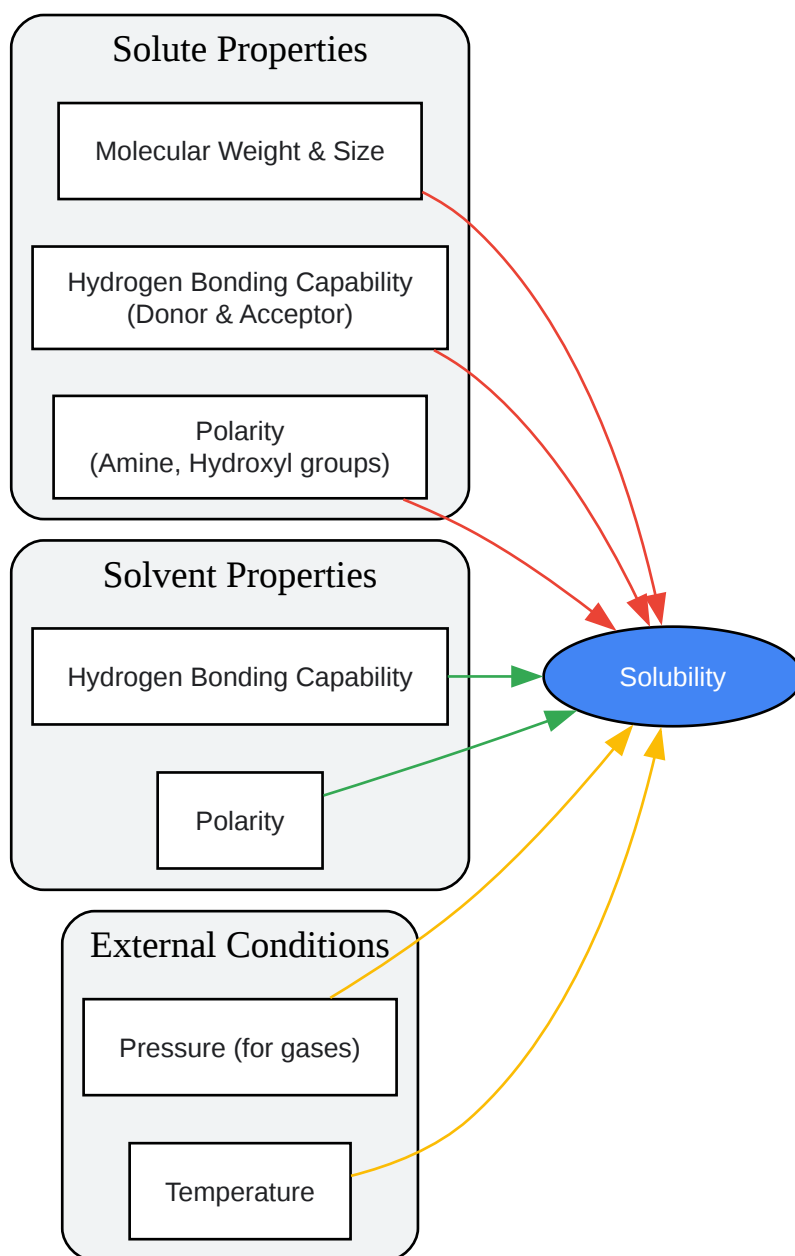 Solute Properties
Molecular Weight & Size
Hydrogen Bonding Capability
(Donor & Acceptor)
Polarity
(Amine, Hydroxyl groups)
Solvent Properties
Hydrogen Bonding Capability
Solubility
Polarity
External Conditions
Pressure (for gases)
Temperature